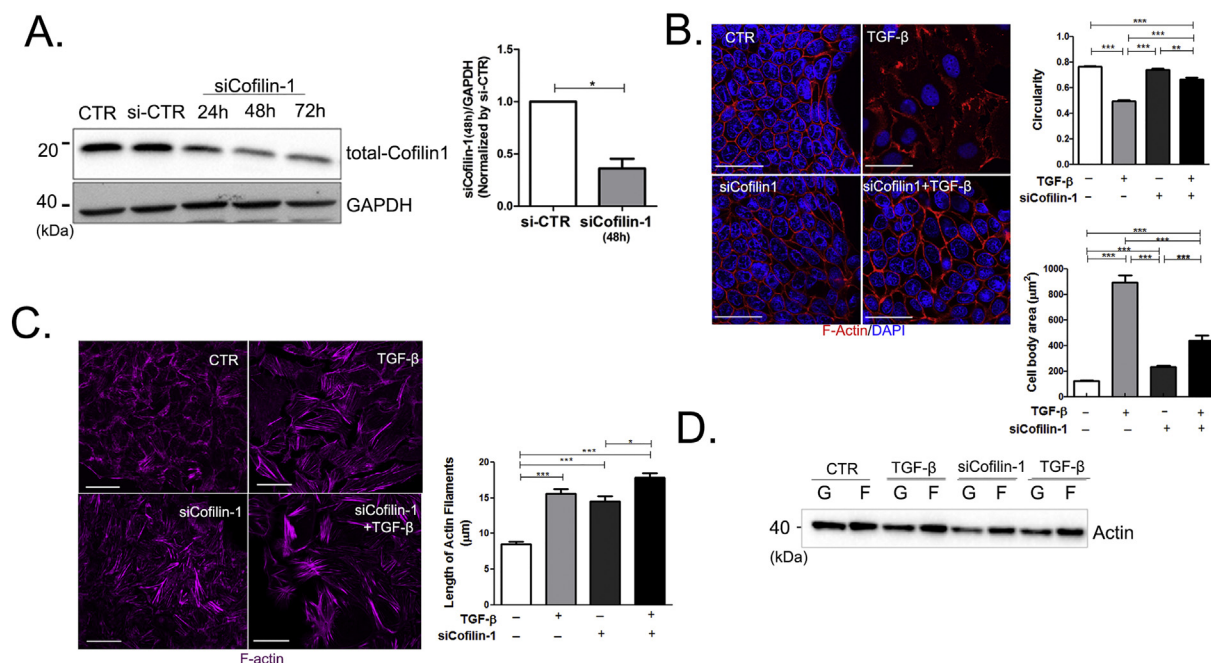 A.
siCofilin-1
CTR si-CTR 24h 48h 72h
20
total-Cofilin1
40
GAPDH
(kDa)
siCofilin-1(48h)/GAPDH
(Normalized by si-CTR)
1.5
1.0
0.5
0.0
*
si-CTR siCofilin-1
(48h)
B.
CTR TGF-β
siCofilin1 siCofilin1+TGF-β
F-Actin/DAPI
Circularity
1.0
0.8
0.6
0.4
0.2
0.0
***
***
*** *** **
TGF-β – + – +
siCofilin-1 – – + +
Cell body area (μm²)
1000
800
600
400
200
0
***
***
***
*** *** ***
TGF-β – + – +
siCofilin-1 – – + +
C.
CTR TGF-β
siCofilin-1 siCofilin-1
+TGF-β
F-actin
Length of Actin Filaments
(μm)
20
15
10
5
0
*
***
***
***
TGF-β – + – +
siCofilin-1 – – + +
D.
CTR TGF-β siCofilin-1 TGF-β
G F G F G F G F
40
Actin
(kDa)